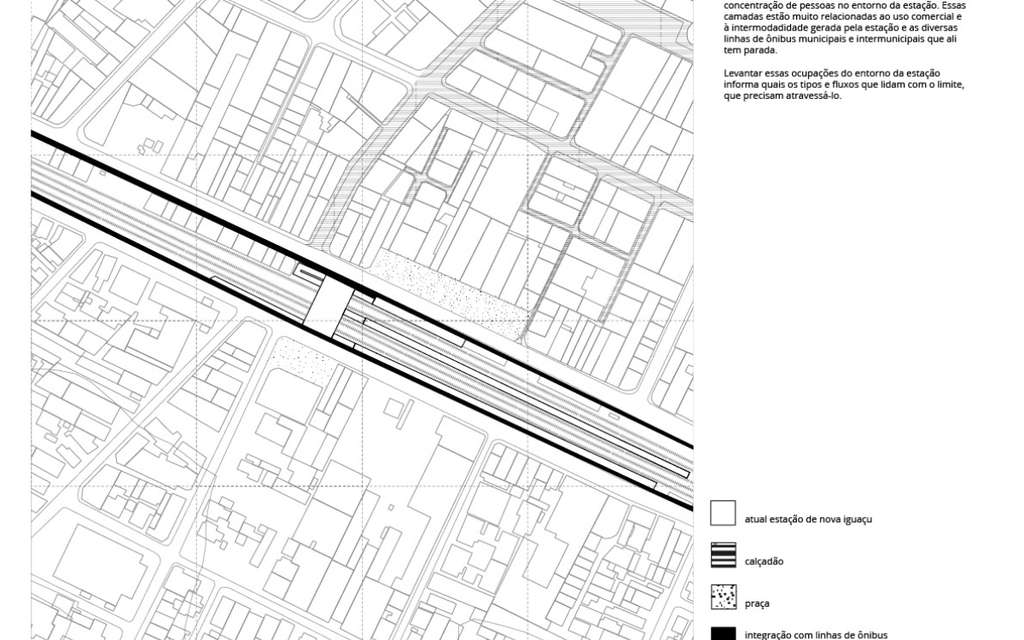 concentração de pessoas no entorno da estação. Essas
camadas estão muito relacionadas ao uso comercial e
à intermodadidade gerada pela estação e as diversas
linhas de ônibus municipais e intermunicipais que ali
tem parada.
Levantar essas ocupações do entorno da estação
informa quais os tipos e fluxos que lidam com o limite,
que precisam atravessá-lo.
atual estação de nova iguaçu
calçadão
praça
integração com linhas de ônibus